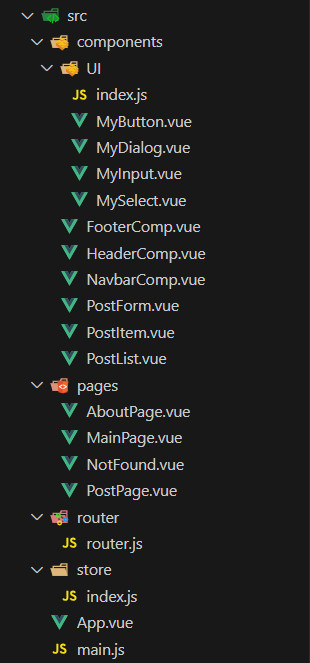 src
components
UI
JS index.js
MyButton.vue
MyDialog.vue
MyInput.vue
MySelect.vue
FooterComp.vue
HeaderComp.vue
NavbarComp.vue
PostForm.vue
PostItem.vue
PostList.vue
pages
AboutPage.vue
MainPage.vue
NotFound.vue
PostPage.vue
router
JS router.js
store
JS index.js
App.vue
JS main.js